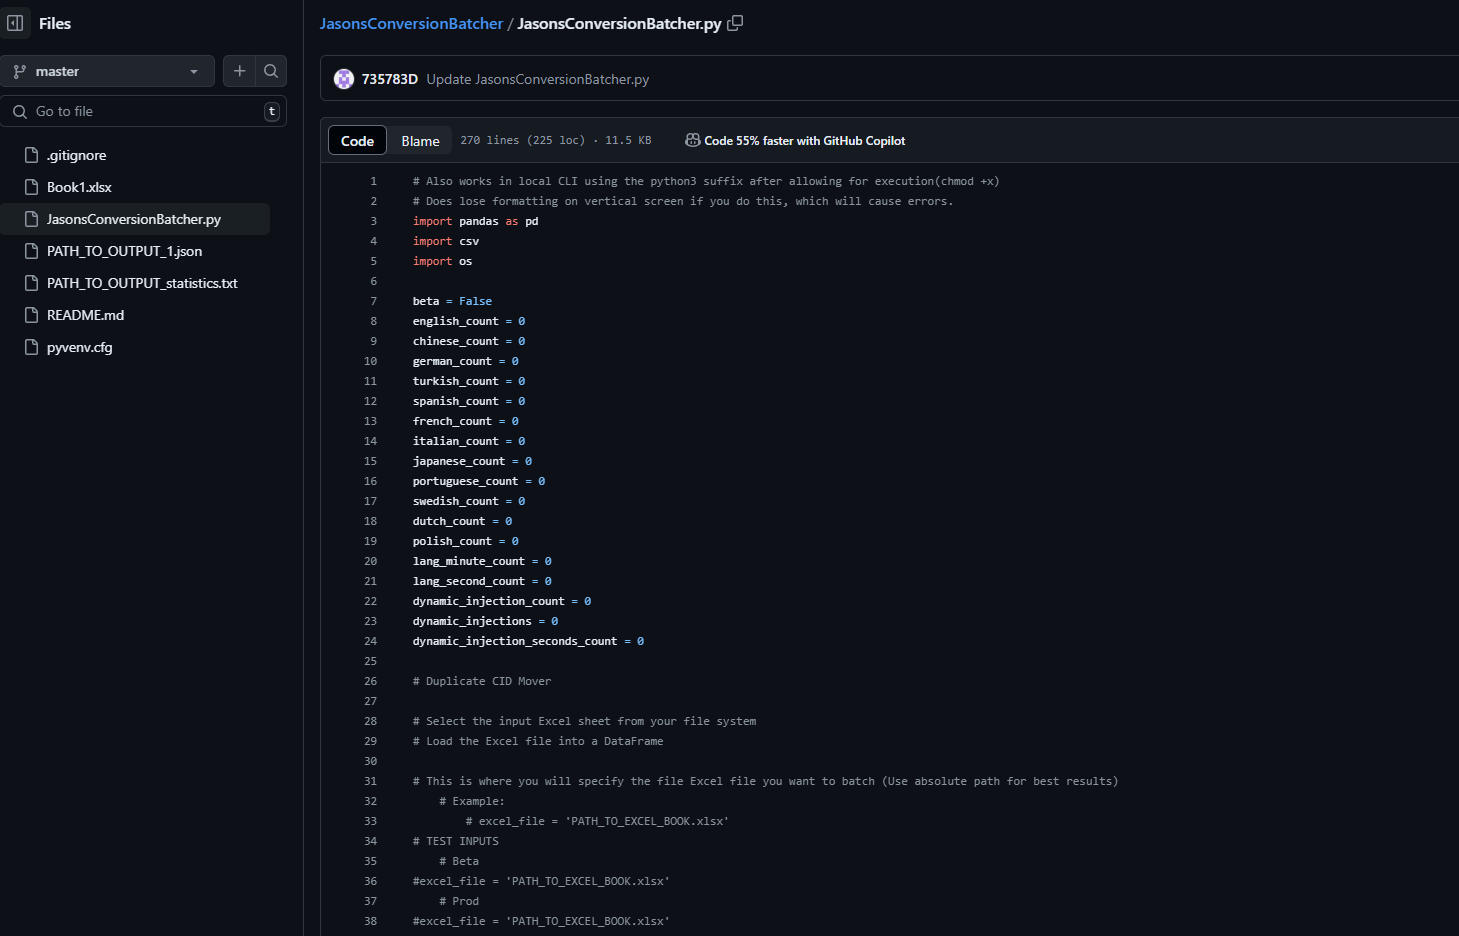 Files
master
Go to file
t
.gitignore
Book1.xlsx
JasonsConversionBatcher.py
PATH_TO_OUTPUT_1.json
PATH_TO_OUTPUT_statistics.txt
README.md
pyvenv.cfg
JasonsConversionBatcher / JasonsConversionBatcher.py
735783D Update JasonsConversionBatcher.py
Code Blame 270 lines (225 loc) · 11.5 KB Code 55% faster with GitHub Copilot
1 # Also works in local CLI using the python3 suffix after allowing for execution(chmod +x)
2 # Does lose formatting on vertical screen if you do this, which will cause errors.
3 import pandas as pd
4 import csv
5 import os
6
7 beta = False
8 english_count = 0
9 chinese_count = 0
10 german_count = 0
11 turkish_count = 0
12 spanish_count = 0
13 french_count = 0
14 italian_count = 0
15 japanese_count = 0
16 portuguese_count = 0
17 swedish_count = 0
18 dutch_count = 0
19 polish_count = 0
20 lang_minute_count = 0
21 lang_second_count = 0
22 dynamic_injection_count = 0
23 dynamic_injections = 0
24 dynamic_injection_seconds_count = 0
25
26 # Duplicate CID Mover
27
28 # Select the input Excel sheet from your file system
29 # Load the Excel file into a DataFrame
30
31 # This is where you will specify the file Excel file you want to batch (Use absolute path for best results)
32 # Example:
33 # excel_file = 'PATH_TO_EXCEL_BOOK.xlsx'
34 # TEST INPUTS
35 # Beta
36 #excel_file = 'PATH_TO_EXCEL_BOOK.xlsx'
37 # Prod
38 #excel_file = 'PATH_TO_EXCEL_BOOK.xlsx'